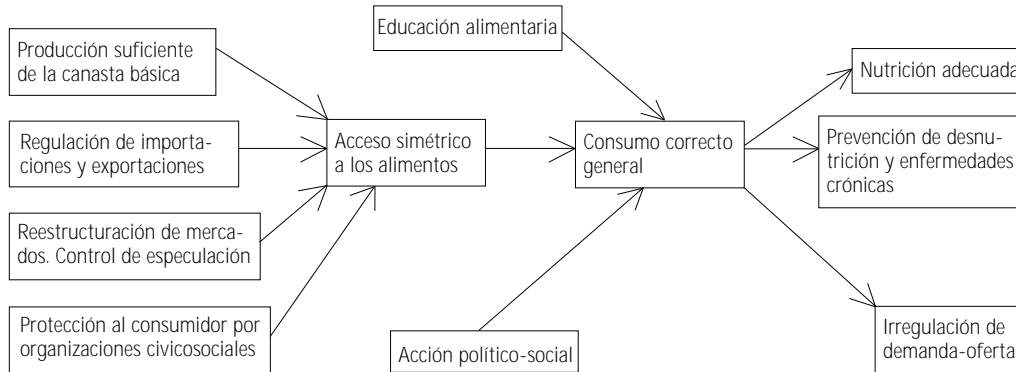 Producción suficiente
de la canasta básica
Regulación de importa-
ciones y exportaciones
Reestructuración de merca-
dos. Control de especulación
Protección al consumidor por
organizaciones civicosociales
Acceso simétrico
a los alimentos
Educación alimentaria
Consumo correcto
general
Acción político-social
Nutrición adecuada
Prevención de desnu-
trición y enfermedades
crónicas
Irregulación de
demanda-oferta